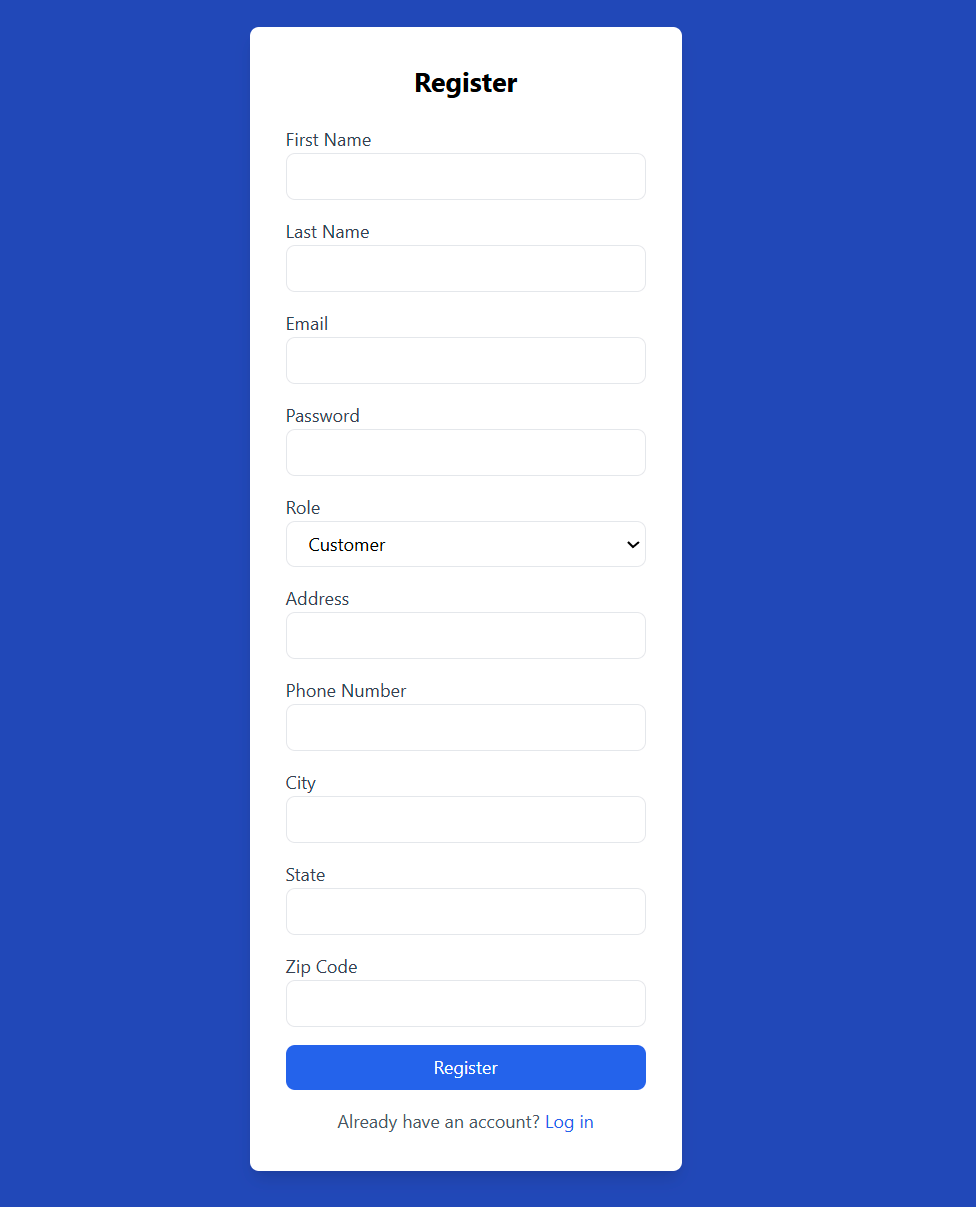 Register
First Name
Last Name
Email
Password
Role
Customer
Address
Phone Number
City
State
Zip Code
Register
Already have an account? Log in